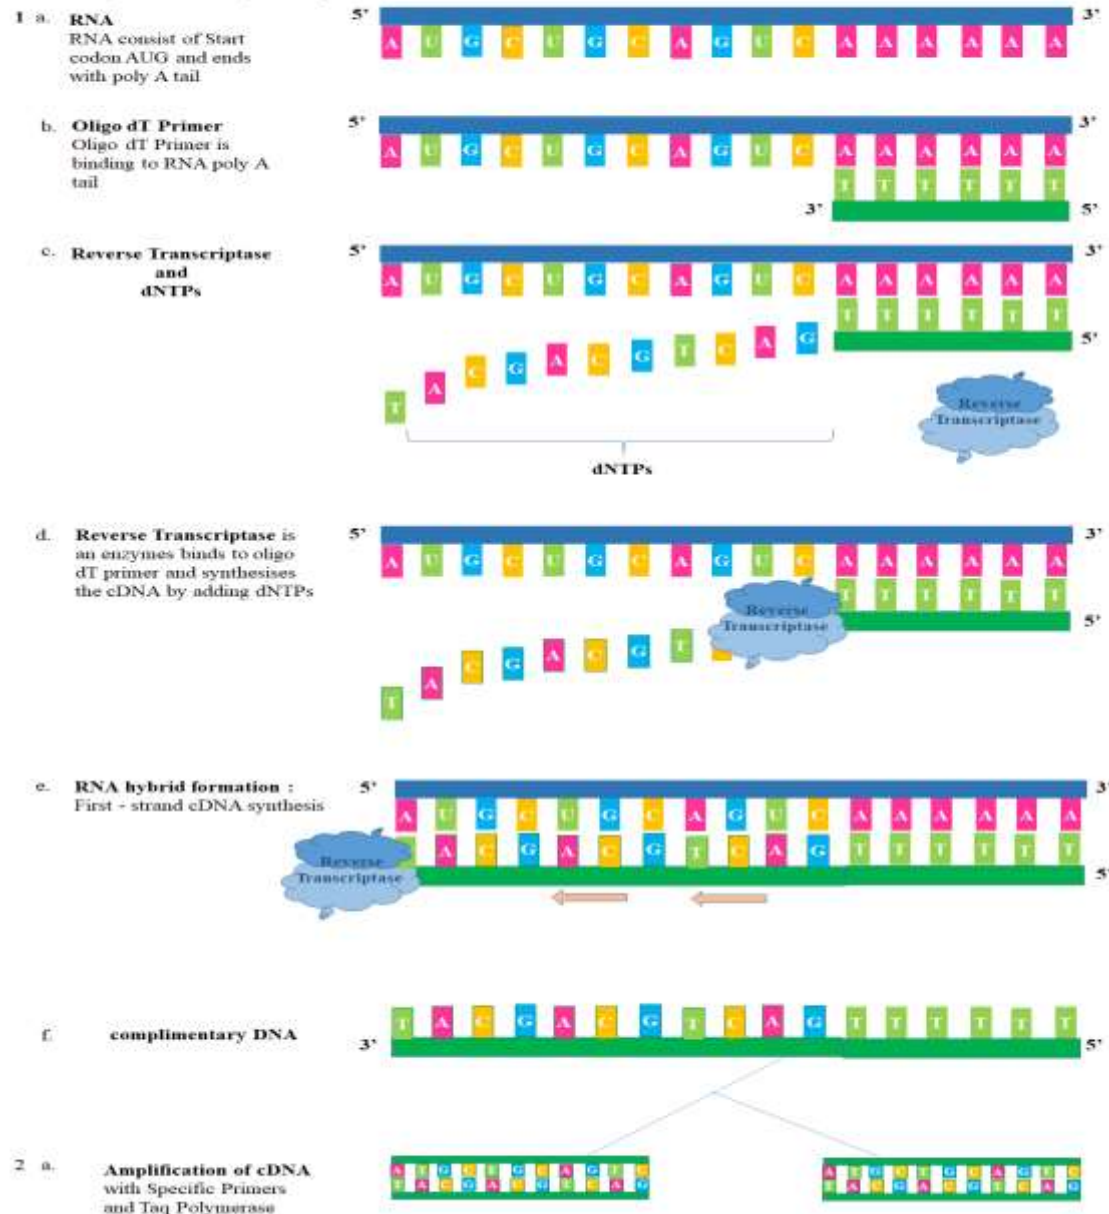 1 a. RNA
RNA consist of Start
codon AUG and ends
with poly A tail
5' 3'
A U G C U G C A G U C A A A A A A
b. Oligo dT Primer
Oligo dT Primer is
binding to RNA poly A
tail
5' 3'
A U G C U G C A G U C A A A A A A
T T T T T T
3' 5'
c. Reverse Transcriptase
and
dNTPs
5' 3'
A U G C U G C A G U C A A A A A A
T T T T T T
5'
T A C G A C G T C A G
Reverse
Transcriptase
dNTPs
d. Reverse Transcriptase is
an enzymes binds to oligo
dT primer and synthesises
the cDNA by adding dNTPs
5' 3'
A U G C U G C A G U C A A A A A A
T T T T T T
5'
Reverse
Transcriptase
T A C G A C G T
e. RNA hybrid formation :
First - strand cDNA synthesis
5' 3'
A U G C U G C A G U C A A A A A A
A C G A C G T C A G T T T T T T
5'
Reverse
Transcriptase
f. complimentary DNA
T A C G A C G T C A G T T T T T T
3' 5'
2 a. Amplification of cDNA
with Specific Primers
and Taq Polymerase
A T G C T G C A G T C
T A C G A C G T C A G
A T G C T G C A G T C
T A C G A C G T C A G